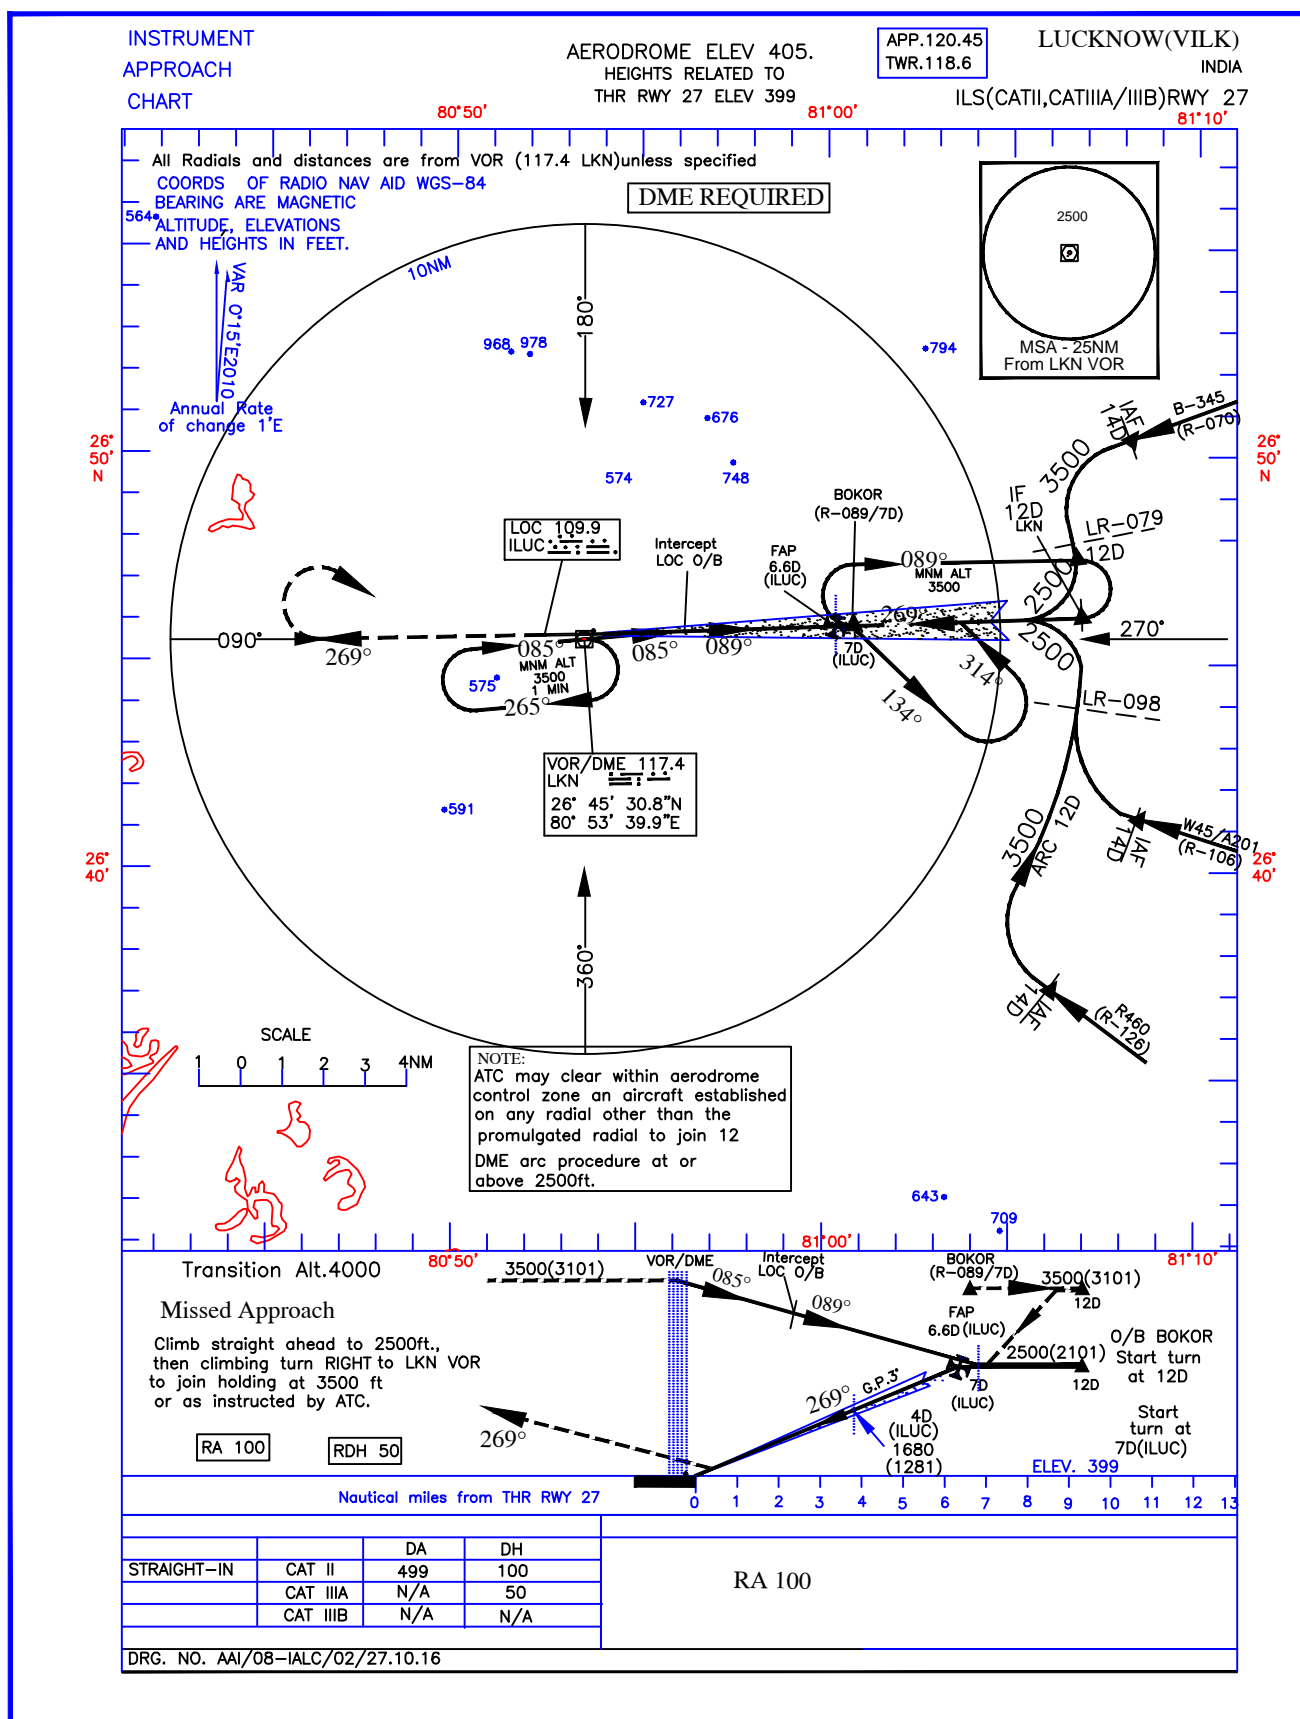 INSTRUMENT
APPROACH
CHART
AERODROME ELEV 405.
HEIGHTS RELATED TO
THR RWY 27 ELEV 399
APP.120.45
TWR.118.6
LUCKNOW(VILK)
INDIA
ILS(CATII,CATIIIA/IIIB)RWY 27
80°50'
81°00'
81°10'
All Radials and distances are from VOR (117.4 LKN)unless specified
COORDS OF RADIO NAV AID WGS-84
BEARING ARE MAGNETIC
ALTITUDE, ELEVATIONS
AND HEIGHTS IN FEET.
564
DME REQUIRED
2500
MSA - 25NM
From LKN VOR
VAR 0°15'E2010
Annual Rate
of change 1'E
10NM
180°
968
978
794
727
676
574
748
26°
50'
N
26°
50'
N
IAF
14D
B-345
(R-070)
3500
IF
12D
LKN
LR-079
12D
BOKOR
(R-089/7D)
LOC 109.9
ILUC
Intercept
LOC O/B
FAP
6.6D
(ILUC)
089°
MNM ALT
3500
2500
269°
090°
269°
085°
MNM ALT
3500
1 MIN
265°
575
085°
089°
7D
(ILUC)
270°
2500
314°
134°
LR-098
VOR/DME 117.4
LKN
26° 45' 30.8"N
80° 53' 39.9"E
591
W45/A201
(R-106)
IAF
14D
3500
ARC 12D
26°
40'
26°
40'
360°
IAF
14D
R460
(R-126)
SCALE
1 0 1 2 3 4NM
NOTE:
ATC may clear within aerodrome
control zone an aircraft established
on any radial other than the
promulgated radial to join 12
DME arc procedure at or
above 2500ft.
643
709
80°50'
81°00'
81°10'
Transition Alt.4000
3500(3101)
VOR/DME
085°
Intercept
LOC O/B
089°
BOKOR
(R-089/7D)
3500(3101)
12D
FAP
6.6D(ILUC)
2500(2101)
12D
O/B BOKOR
Start turn
at 12D
Missed Approach
Climb straight ahead to 2500ft.,
then climbing turn RIGHT to LKN VOR
to join holding at 3500 ft
or as instructed by ATC.
RA 100
RDH 50
269°
269°
G.P.3°
7D
(ILUC)
4D
(ILUC)
1680
(1281)
Start
turn at
7D(ILUC)
ELEV. 399
Nautical miles from THR RWY 27
0 1 2 3 4 5 6 7 8 9 10 11 12 13
DA DH
STRAIGHT-IN CAT II 499 100
CAT IIIA N/A 50
CAT IIIB N/A N/A
RA 100
DRG. NO. AAI/08-IALC/02/27.10.16